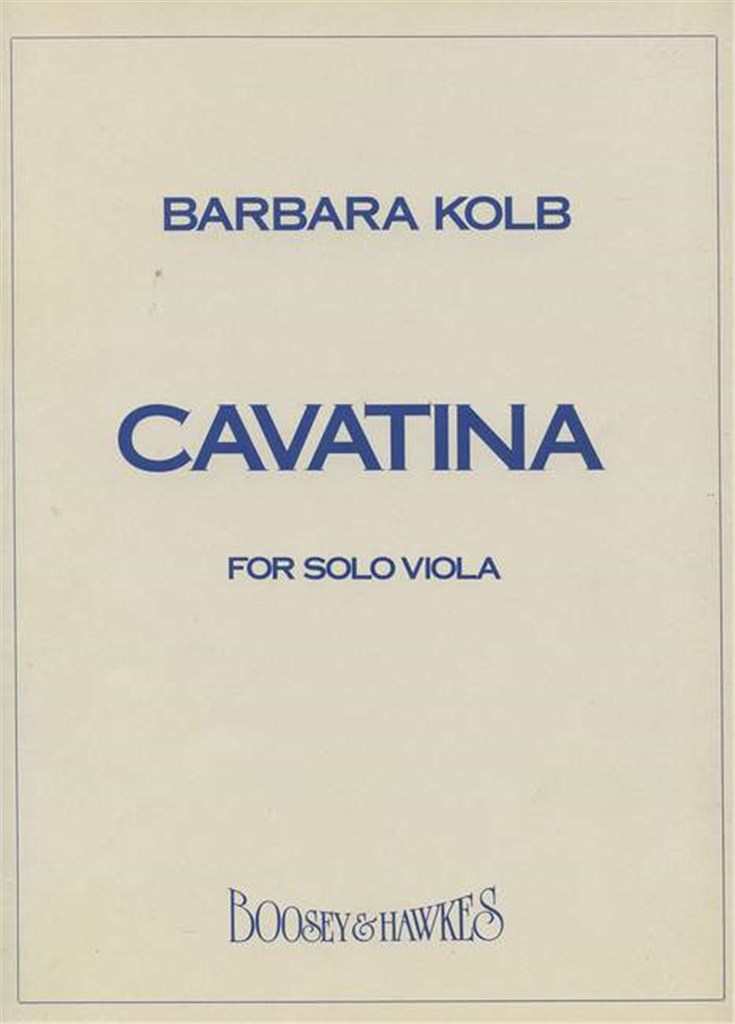 BARBARA KOLB
CAVATINA
FOR SOLO VIOLA
BOOSEY & HAWKES